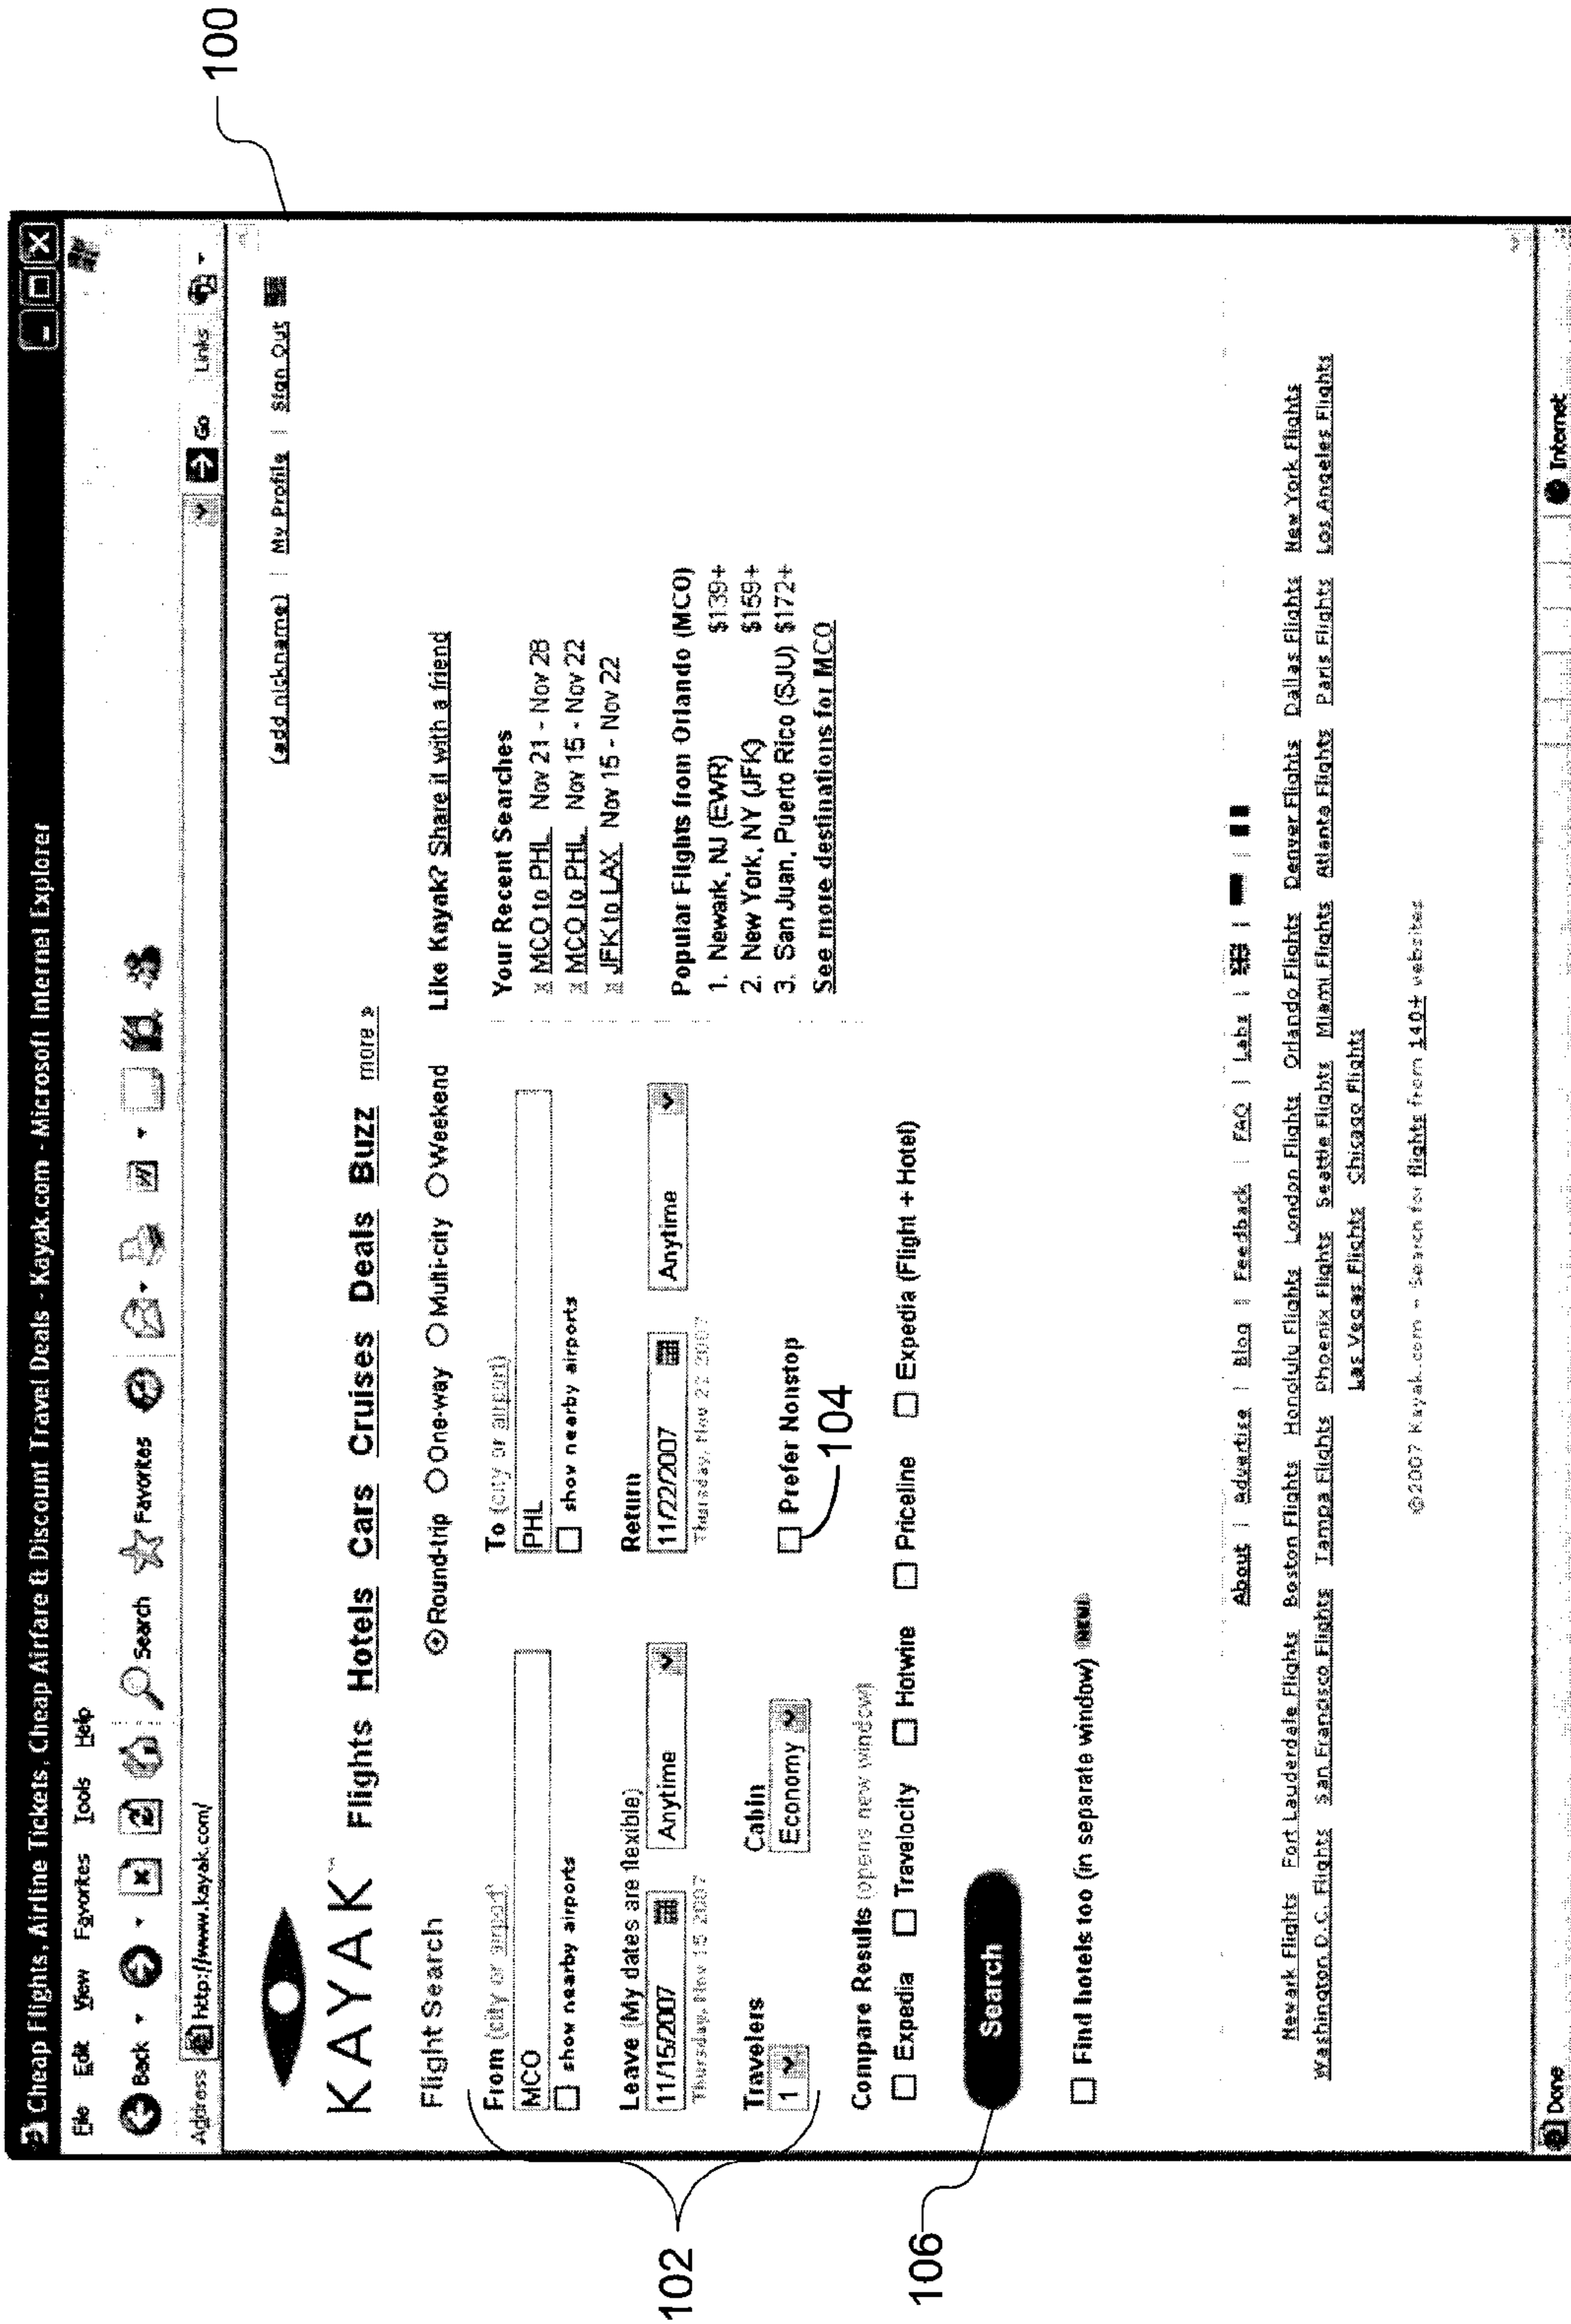 Cheap Flights, Airline Tickets, Cheap Airfare & Discount Travel Deals - Kayak.com - Microsoft Internet Explorer
File Edit View Favorites Tools Help
Back Search Favorites
Address http://www.kayak.com/ Go Links
100
(add nickname) | My Profile | Sign Out
KAYAK™ Flights Hotels Cars Cruises Deals Buzz more »
Flight Search
Round-trip One-way Multi-city Weekend
Like Kayak? Share it with a friend
102
From (city or airport)
MCO
show nearby airports
To (city or airport)
PHL
show nearby airports
Leave (My dates are flexible)
11/15/2007 Anytime
Thursday, Nov 15 2007
Return
11/22/2007 Anytime
Thursday, Nov 22 2007
Travelers
1
Cabin
Economy
Prefer Nonstop
104
Your Recent Searches
x MCO to PHL Nov 21 - Nov 28
x MCO to PHL Nov 15 - Nov 22
x JFK to LAX Nov 15 - Nov 22
Popular Flights from Orlando (MCO)
1. Newark, NJ (EWR) $139+
2. New York, NY (JFK) $159+
3. San Juan, Puerto Rico (SJU) $172+
See more destinations for MCO
Compare Results (opens new window)
Expedia Travelocity Hotwire Priceline Expedia (Flight + Hotel)
106
Search
Find hotels too (in separate window) NEW!
About | Advertise | Blog | Feedback | FAQ | Labs
Newark Flights Fort Lauderdale Flights Boston Flights Honolulu Flights London Flights Orlando Flights Denver Flights Dallas Flights New York Flights
Washington D.C. Flights San Francisco Flights Tampa Flights Phoenix Flights Seattle Flights Miami Flights Atlanta Flights Paris Flights Los Angeles Flights
Las Vegas Flights Chicago Flights
©2007 Kayak.com - Search for flights from 140+ websites
Done Internet